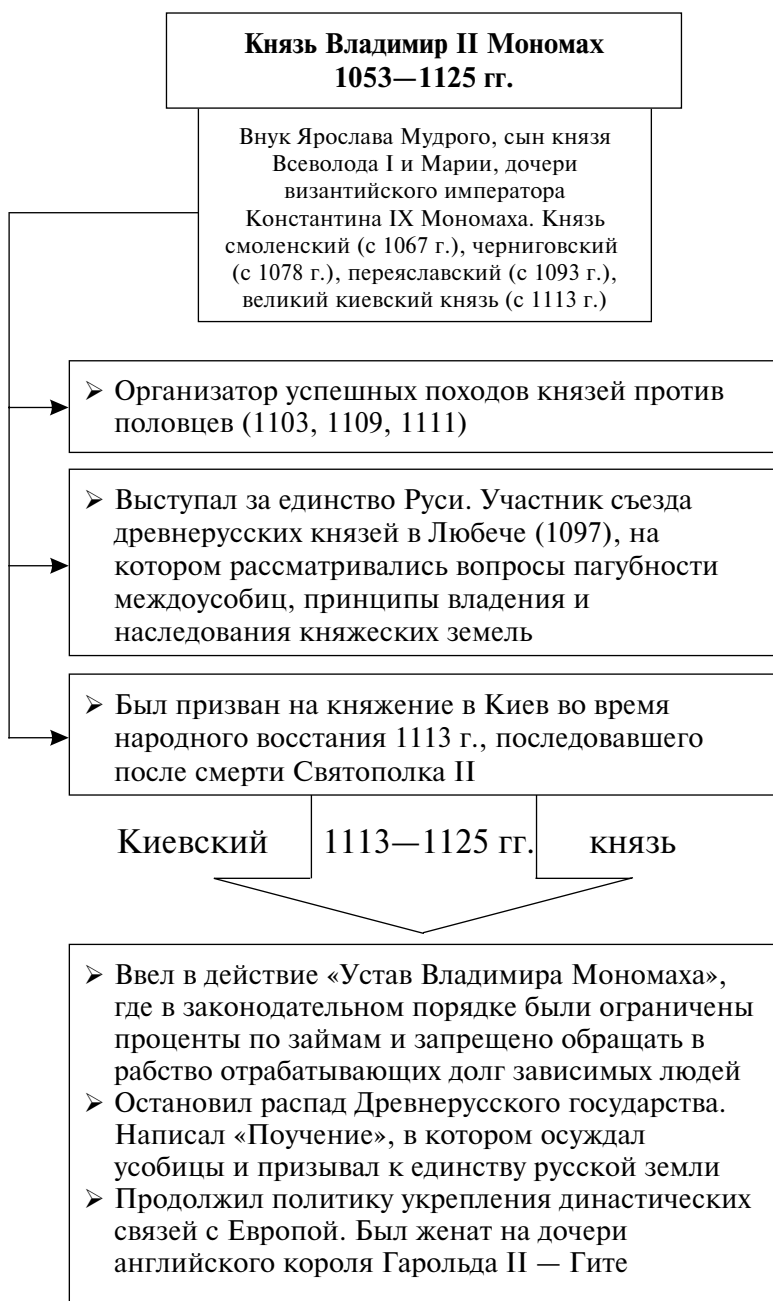 Князь Владимир II Мономах
1053—1125 гг.
Внук Ярослава Мудрого, сын князя
Всеволода I и Марии, дочери
византийского императора
Константина IX Мономаха. Князь
смоленский (с 1067 г.), черниговский
(с 1078 г.), переяславский (с 1093 г.),
великий киевский князь (с 1113 г.)
➢ Организатор успешных походов князей против
половцев (1103, 1109, 1111)
➢ Выступал за единство Руси. Участник съезда
древнерусских князей в Любече (1097), на
котором рассматривались вопросы пагубности
междоусобиц, принципы владения и
наследования княжеских земель
➢ Был призван на княжение в Киев во время
народного восстания 1113 г., последовавшего
после смерти Святополка II
Киевский 1113—1125 гг. князь
➢ Ввел в действие «Устав Владимира Мономаха»,
где в законодательном порядке были ограничены
проценты по займам и запрещено обращать в
рабство отрабатывающих долг зависимых людей
➢ Остановил распад Древнерусского государства.
Написал «Поучение», в котором осуждал
усобицы и призывал к единству русской земли
➢ Продолжил политику укрепления династических
связей с Европой. Был женат на дочери
английского короля Гарольда II — Гите